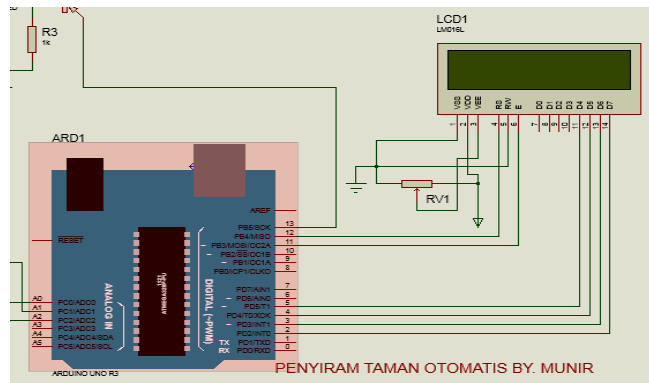 R3
1k
LCD1
LM016L
VSS
VDD
VEE
RS
RW
E
D0
D1
D2
D3
D4
D5
D6
D7
1
2
3
4
5
6
7
8
9
10
11
12
13
14
RV1
ARD1
RESET
AREF
PB5/SCK
13
PB4/MISO
12
~ PB3/MOSI/OC2A
11
~ PB2/SS/OC1B
10
~ PB1/OC1A
9
PB0/ICP1/CLKO
8
PD7/AIN1
7
~ PD6/AIN0
6
~ PD5/T1
5
PD4/T0/XCK
4
~ PD3/INT1
3
PD2/INT0
2
TX PD1/TXD
1
RX PD0/RXD
0
DIGITAL (~PWM)
ANALOG IN
A0 PC0/ADC0
A1 PC1/ADC1
A2 PC2/ADC2
A3 PC3/ADC3
A4 PC4/ADC4/SDA
A5 PC5/ADC5/SCL
ARDUINO UNO R3
PENYIRAM TAMAN OTOMATIS BY. MUNIR